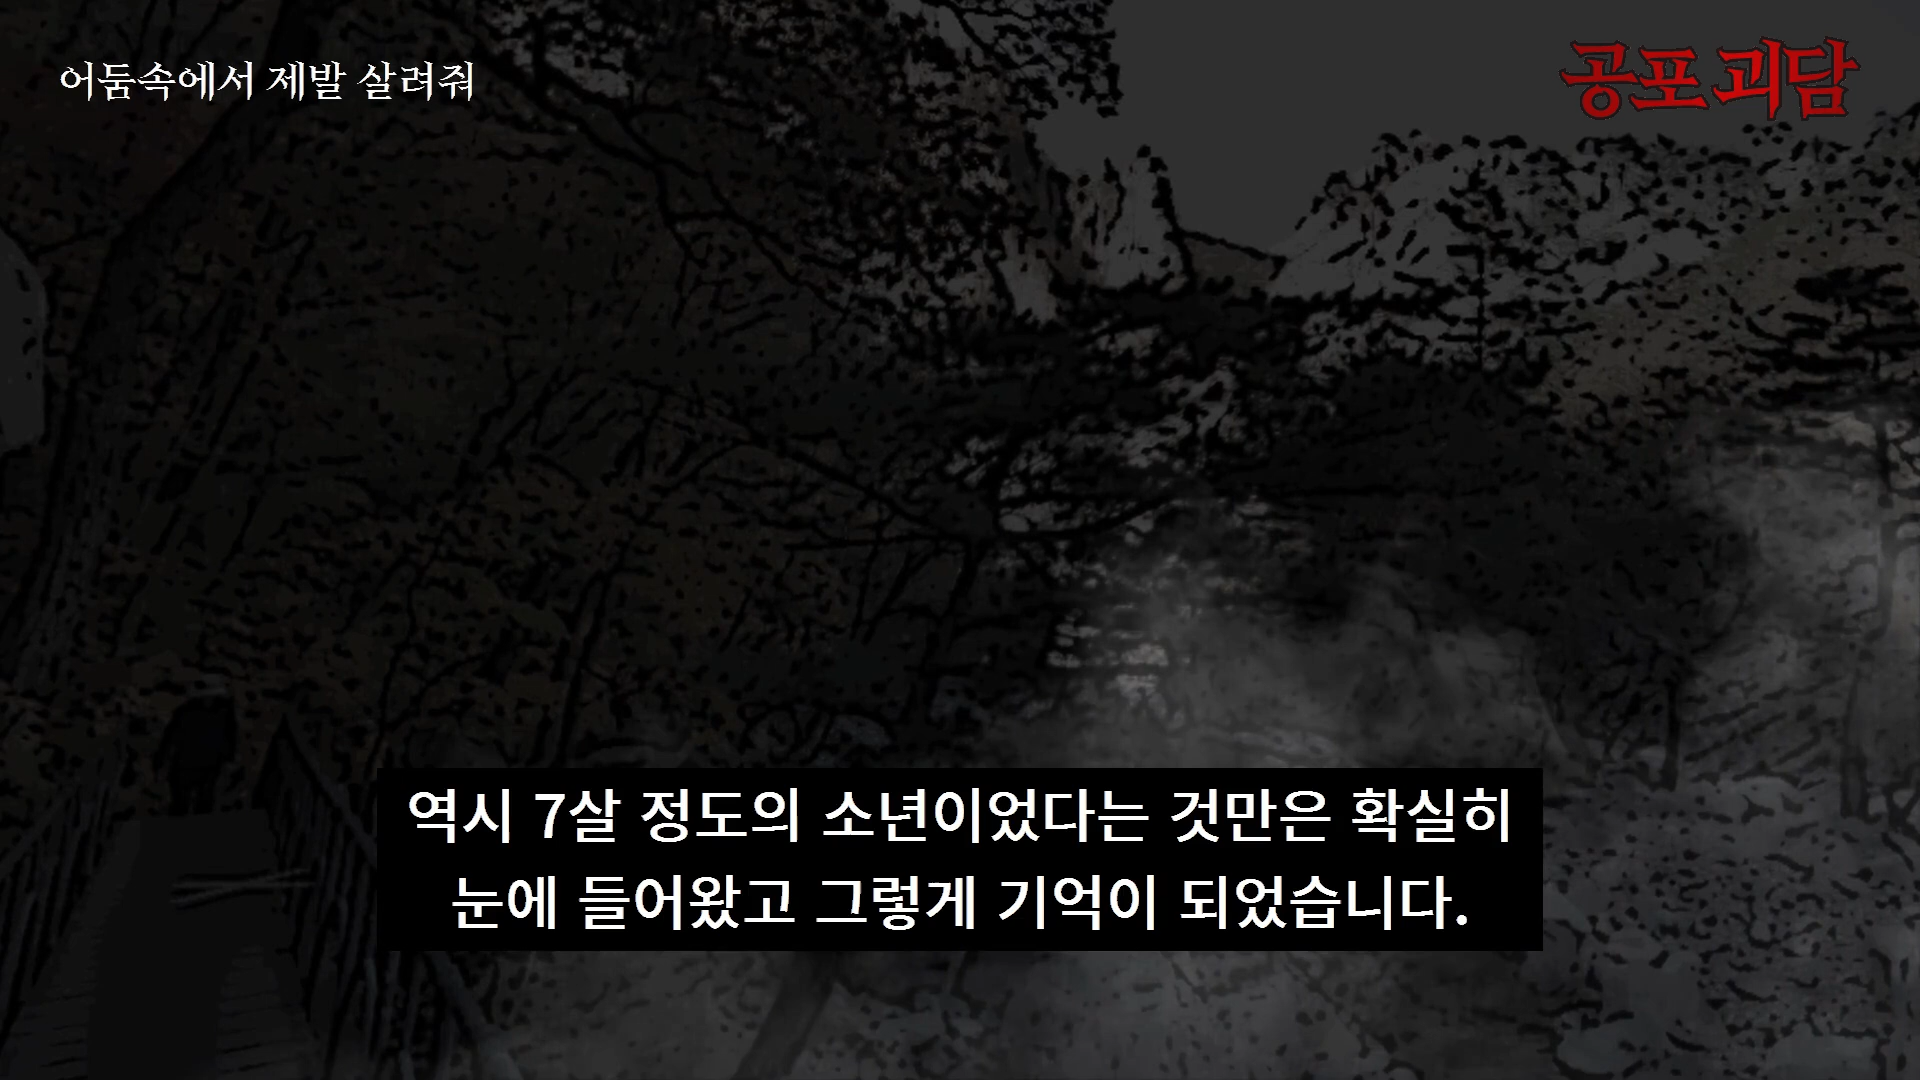 어둠속에서 제발 살려줘
공포 괴담
역시 7살 정도의 소년이었다는 것만은 확실히
눈에 들어왔고 그렇게 기억이 되었습니다.